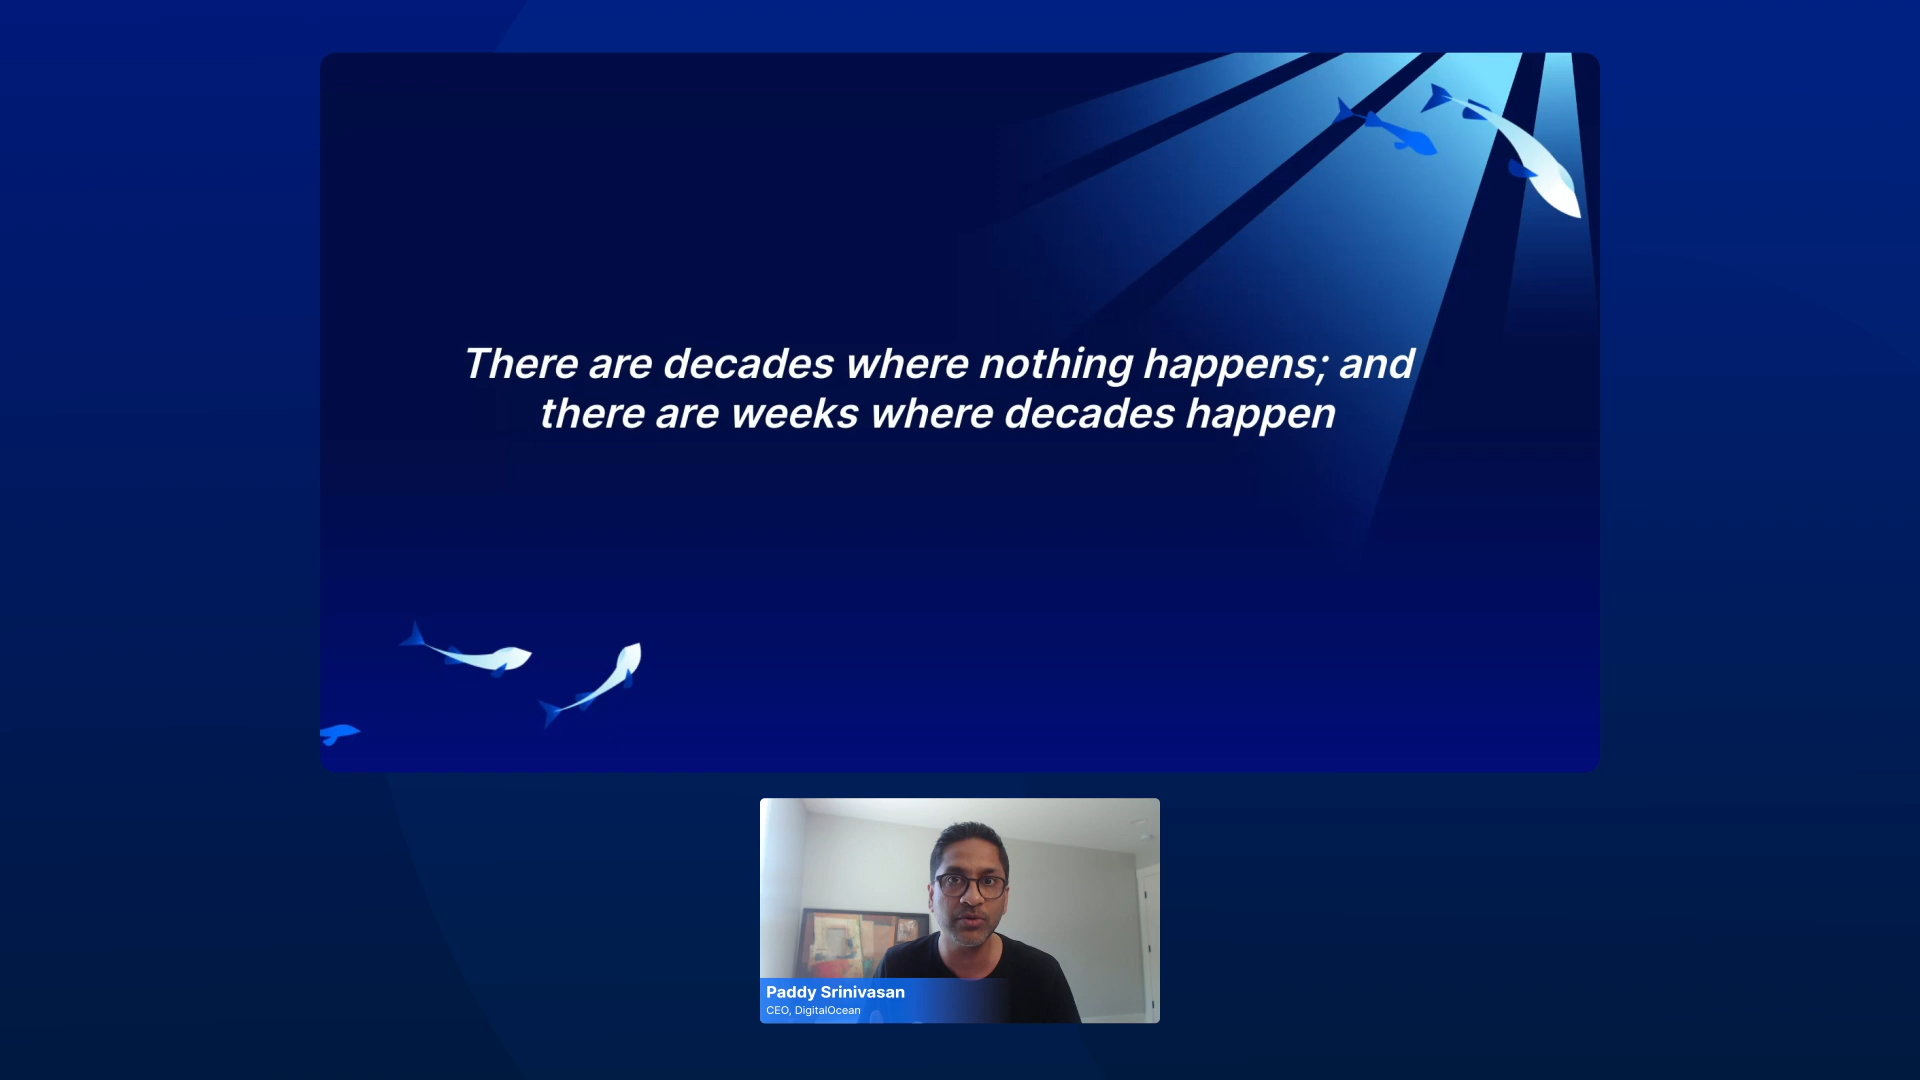 There are decades where nothing happens; and
there are weeks where decades happen
Paddy Srinivasan
CEO, DigitalOcean